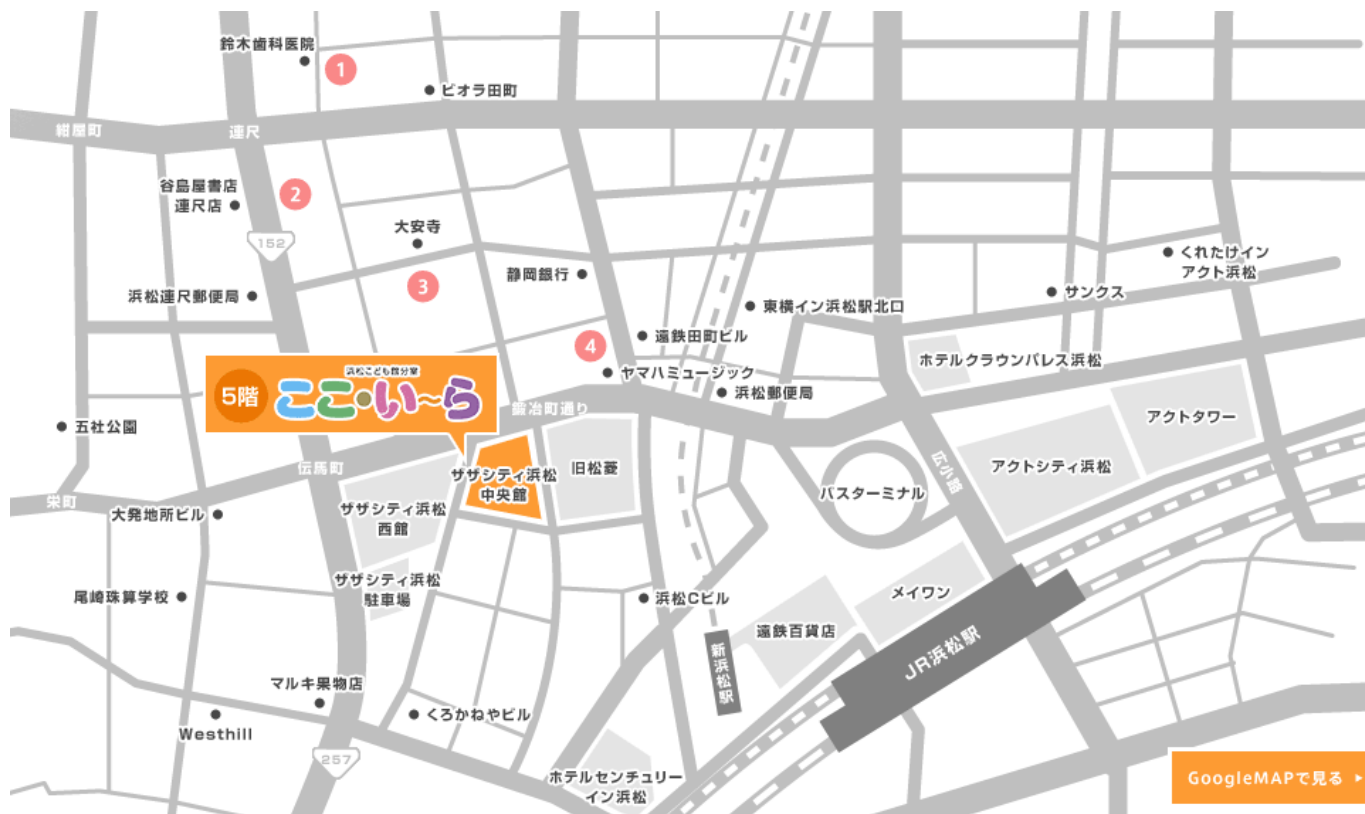 鈴木歯科医院
1
ビオラ田町
紺屋町
連尺
谷島屋書店
連尺店
2
152
大安寺
静岡銀行
3
浜松連尺郵便局
くれたけイン
アクト浜松
サンクス
東横イン浜松駅北口
遠鉄田町ビル
4
ヤマハミュージック
浜松郵便局
ホテルクラウンパレス浜松
浜松こども館分室
5階
ここ・い〜ら
鍛冶町通り
五社公園
伝馬町
栄町
大発地所ビル
ザザシティ浜松
西館
ザザシティ浜松
中央館
旧松菱
バスターミナル
広小路
アクトシティ浜松
アクトタワー
ザザシティ浜松
駐車場
尾崎珠算学校
浜松Cビル
遠鉄百貨店
メイワン
JR浜松駅
新浜松駅
マルキ果物店
Westhill
くろかねやビル
257
ホテルセンチュリー
イン浜松
GoogleMAPで見る